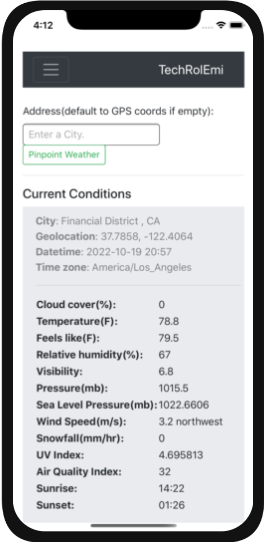 4:12
TechRolEmi
Address(default to GPS coords if empty):
Enter a City.
Pinpoint Weather
Current Conditions
City: Financial District , CA
Geolocation: 37.7858, -122.4064
Datetime: 2022-10-19 20:57
Time zone: America/Los_Angeles
Cloud cover(%): 0
Temperature(F): 78.8
Feels like(F): 79.5
Relative humidity(%): 67
Visibility: 6.8
Pressure(mb): 1015.5
Sea Level Pressure(mb): 1022.6606
Wind Speed(m/s): 3.2 northwest
Snowfall(mm/hr): 0
UV Index: 4.695813
Air Quality Index: 32
Sunrise: 14:22
Sunset: 01:26